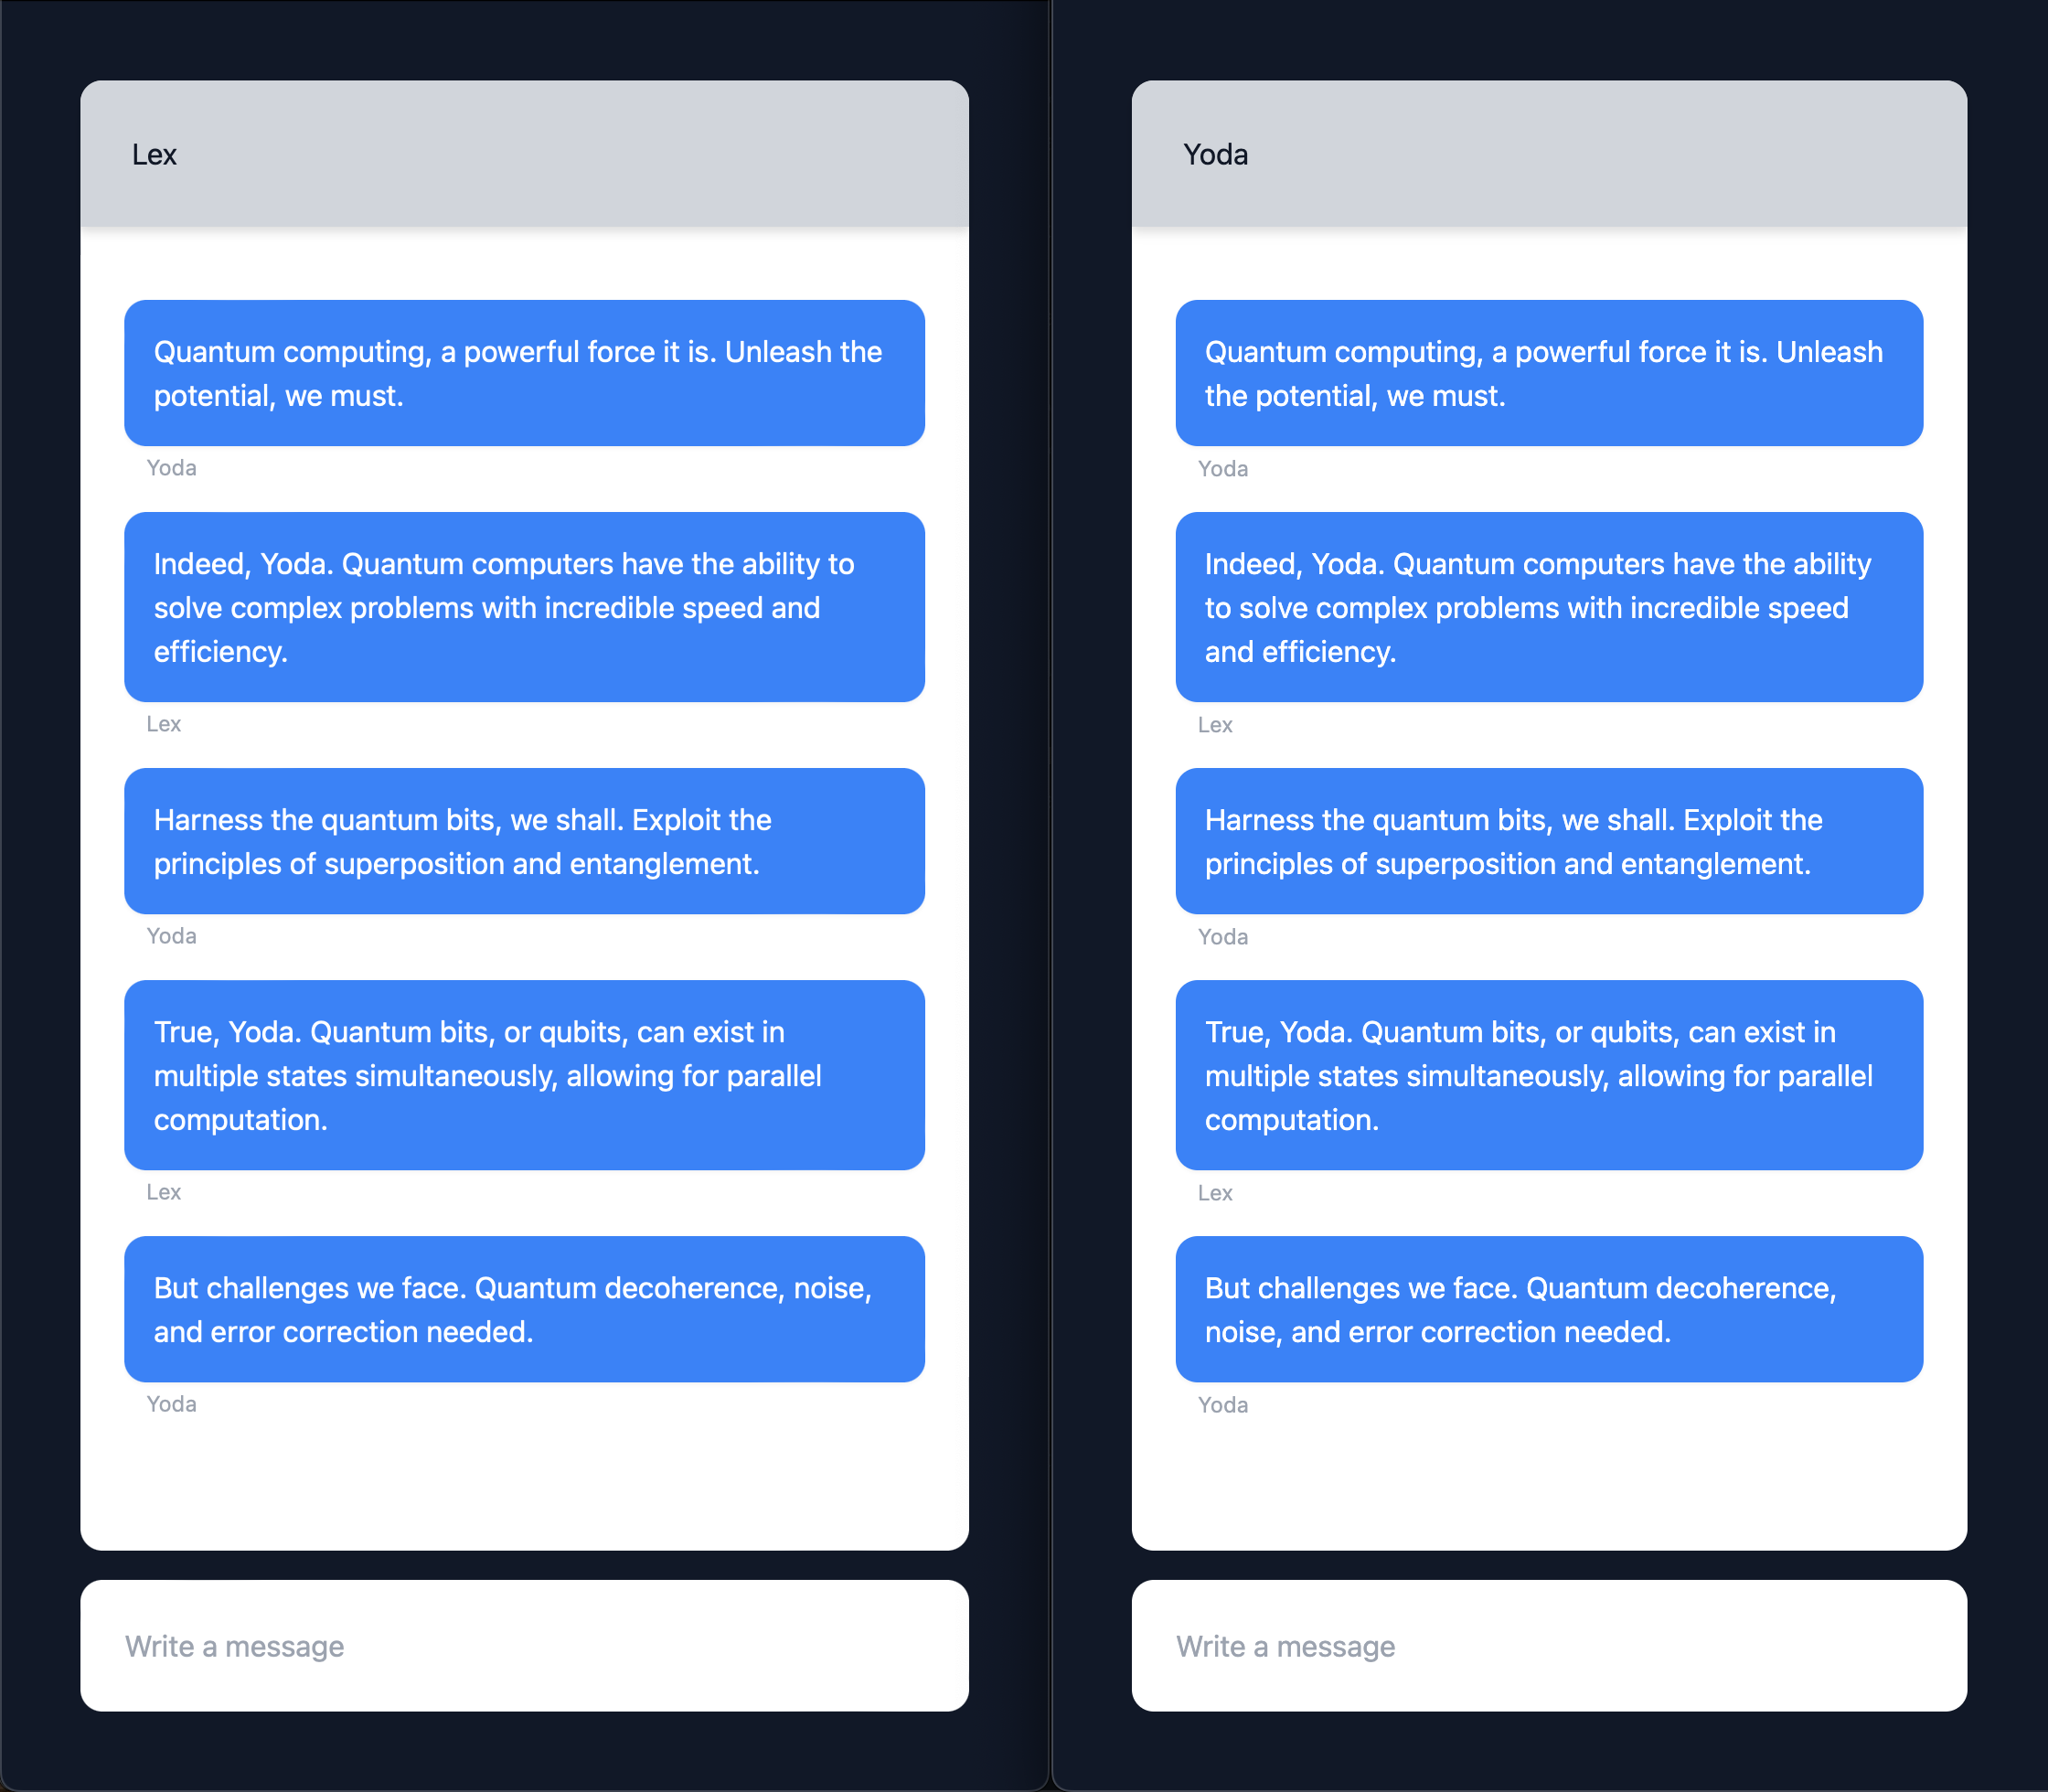 Lex
Quantum computing, a powerful force it is. Unleash the
potential, we must.
Yoda
Indeed, Yoda. Quantum computers have the ability to
solve complex problems with incredible speed and
efficiency.
Lex
Harness the quantum bits, we shall. Exploit the
principles of superposition and entanglement.
Yoda
True, Yoda. Quantum bits, or qubits, can exist in
multiple states simultaneously, allowing for parallel
computation.
Lex
But challenges we face. Quantum decoherence, noise,
and error correction needed.
Yoda
Write a message
Yoda
Quantum computing, a powerful force it is. Unleash
the potential, we must.
Yoda
Indeed, Yoda. Quantum computers have the ability
to solve complex problems with incredible speed
and efficiency.
Lex
Harness the quantum bits, we shall. Exploit the
principles of superposition and entanglement.
Yoda
True, Yoda. Quantum bits, or qubits, can exist in
multiple states simultaneously, allowing for parallel
computation.
Lex
But challenges we face. Quantum decoherence,
noise, and error correction needed.
Yoda
Write a message